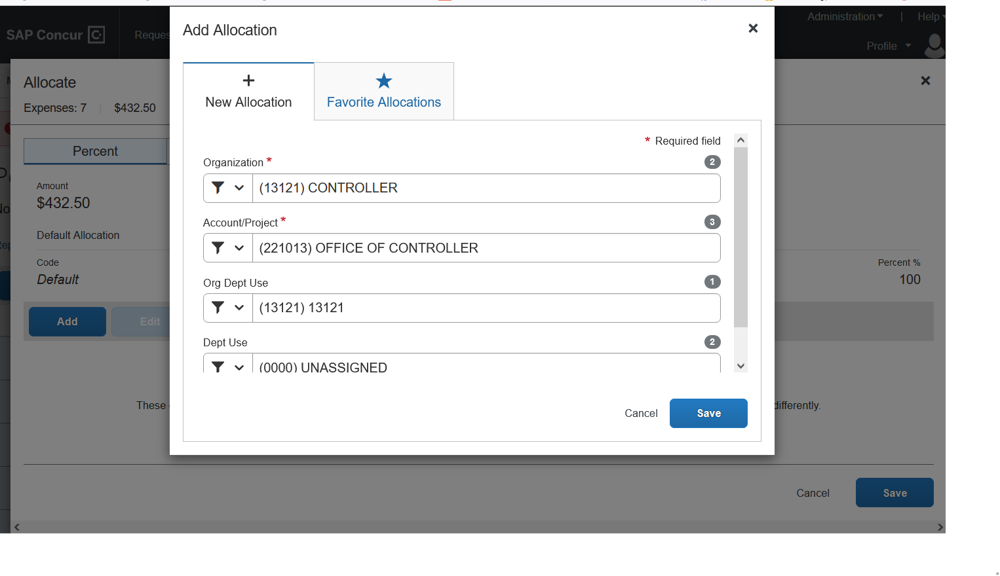 SAP Concur C
Administration | Help
Profile
Allocate
Expenses: 7 | $432.50
Percent
Amount
$432.50
Default Allocation
Code
Default
Percent %
100
Add
Edit
These
differently.
Cancel
Save
Add Allocation
New Allocation
Favorite Allocations
* Required field
Organization *
2
(13121) CONTROLLER
Account/Project *
3
(221013) OFFICE OF CONTROLLER
Org Dept Use
1
(13121) 13121
Dept Use
2
(0000) UNASSIGNED
Cancel
Save